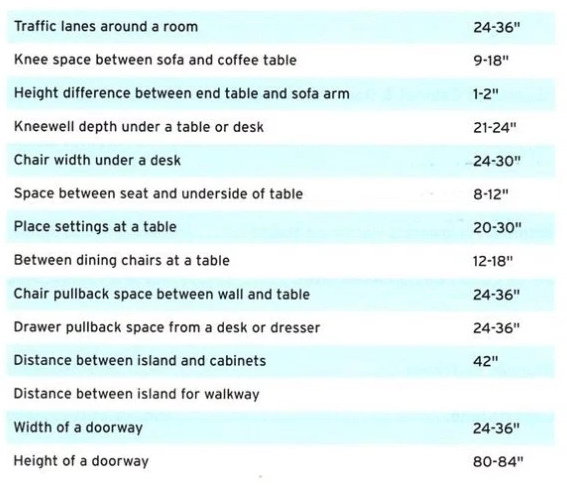 Traffic lanes around a room 24-36"
Knee space between sofa and coffee table 9-18"
Height difference between end table and sofa arm 1-2"
Kneewell depth under a table or desk 21-24"
Chair width under a desk 24-30"
Space between seat and underside of table 8-12"
Place settings at a table 20-30"
Between dining chairs at a table 12-18"
Chair pullback space between wall and table 24-36"
Drawer pullback space from a desk or dresser 24-36"
Distance between island and cabinets 42"
Distance between island for walkway
Width of a doorway 24-36"
Height of a doorway 80-84"